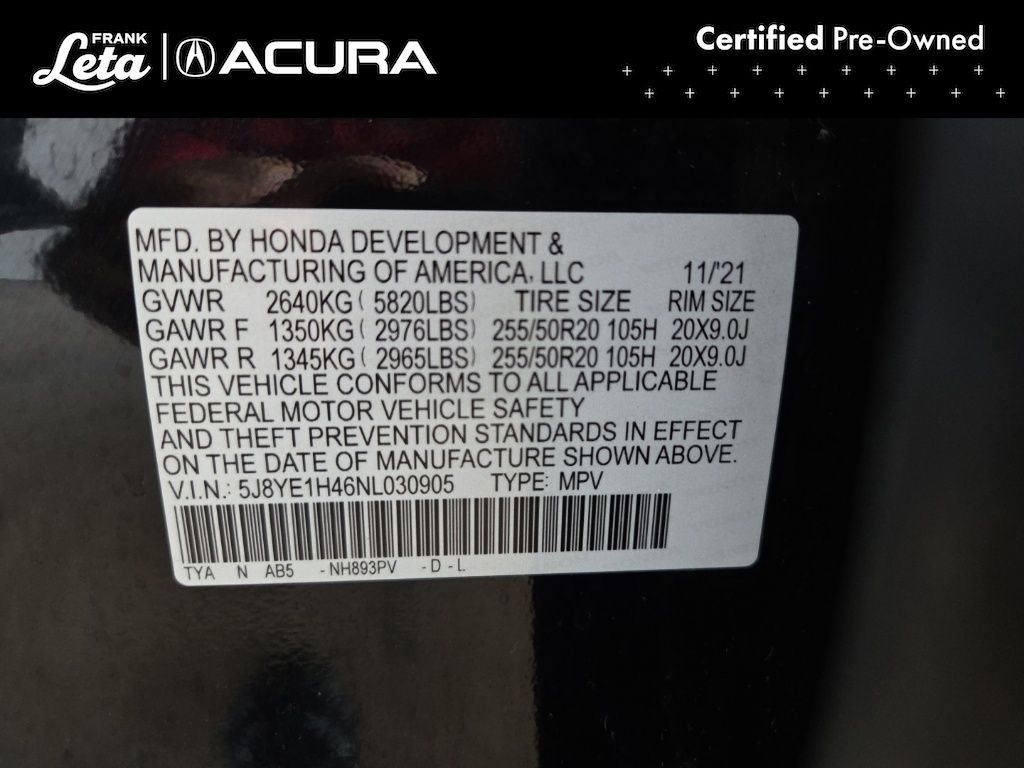 FRANK
Leta
ACURA
Certified Pre-Owned
MFD. BY HONDA DEVELOPMENT &
MANUFACTURING OF AMERICA, LLC 11/'21
GVWR 2640KG ( 5820LBS) TIRE SIZE RIM SIZE
GAWR F 1350KG ( 2976LBS) 255/50R20 105H 20X9.0J
GAWR R 1345KG ( 2965LBS) 255/50R20 105H 20X9.0J
THIS VEHICLE CONFORMS TO ALL APPLICABLE
FEDERAL MOTOR VEHICLE SAFETY
AND THEFT PREVENTION STANDARDS IN EFFECT
ON THE DATE OF MANUFACTURE SHOWN ABOVE.
V.I.N.: 5J8YE1H46NL030905 TYPE: MPV
TYA N AB5 -NH893PV -D-L